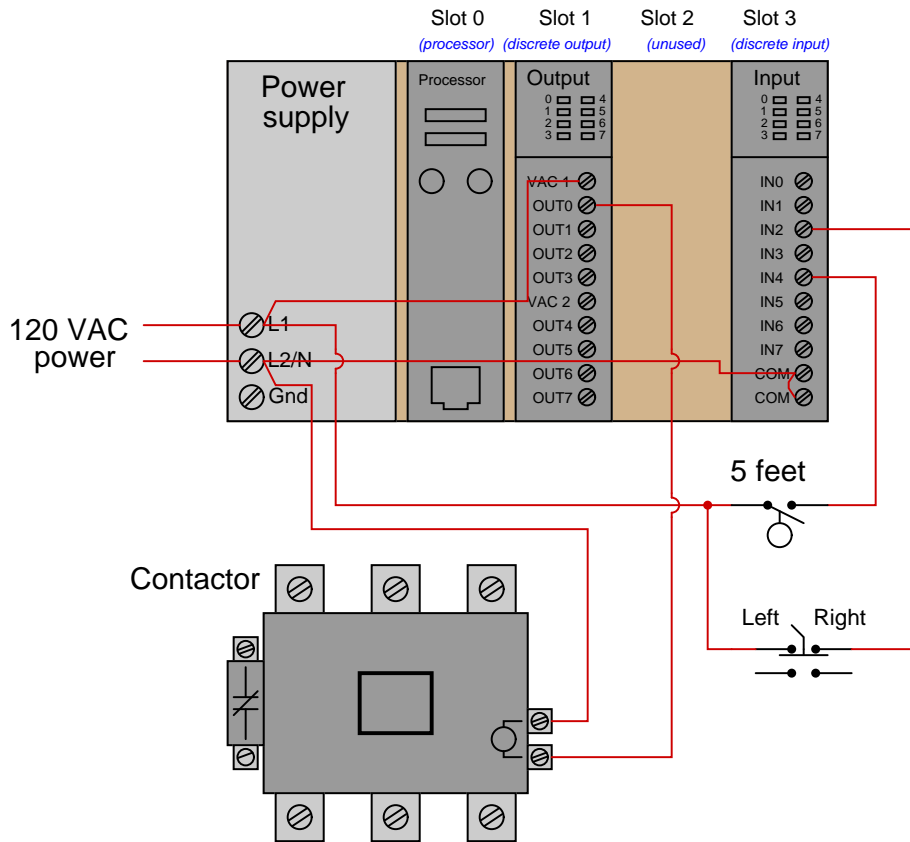 Slot 0 Slot 1 Slot 2 Slot 3
(processor) (discrete output) (unused) (discrete input)
Power
supply
Processor
Output
0 4
1 5
2 6
3 7
Input
0 4
1 5
2 6
3 7
VAC 1
OUT0
OUT1
OUT2
OUT3
VAC 2
OUT4
OUT5
OUT6
OUT7
IN0
IN1
IN2
IN3
IN4
IN5
IN6
IN7
COM
COM
120 VAC
power
L1
L2/N
Gnd
5 feet
Contactor
Left Right